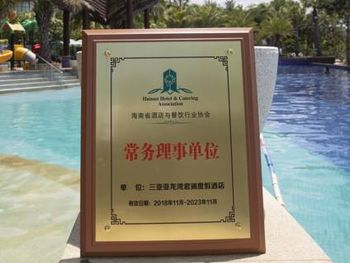 Hainan Hotel & Catering
Association
海南省酒店与餐饮行业协会
常务理事单位
单 位：三亚亚龙湾君澜度假酒店
有效日期：2018年11月-2023年11月